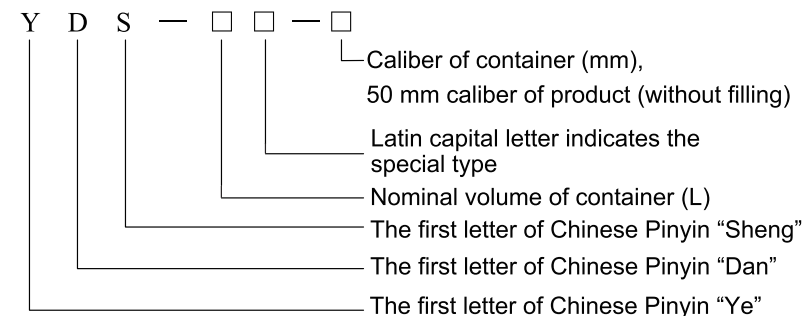 Y D S — □ □ — □
Caliber of container (mm),
50 mm caliber of product (without filling)
Latin capital letter indicates the
special type
Nominal volume of container (L)
The first letter of Chinese Pinyin “Sheng”
The first letter of Chinese Pinyin “Dan”
The first letter of Chinese Pinyin “Ye”